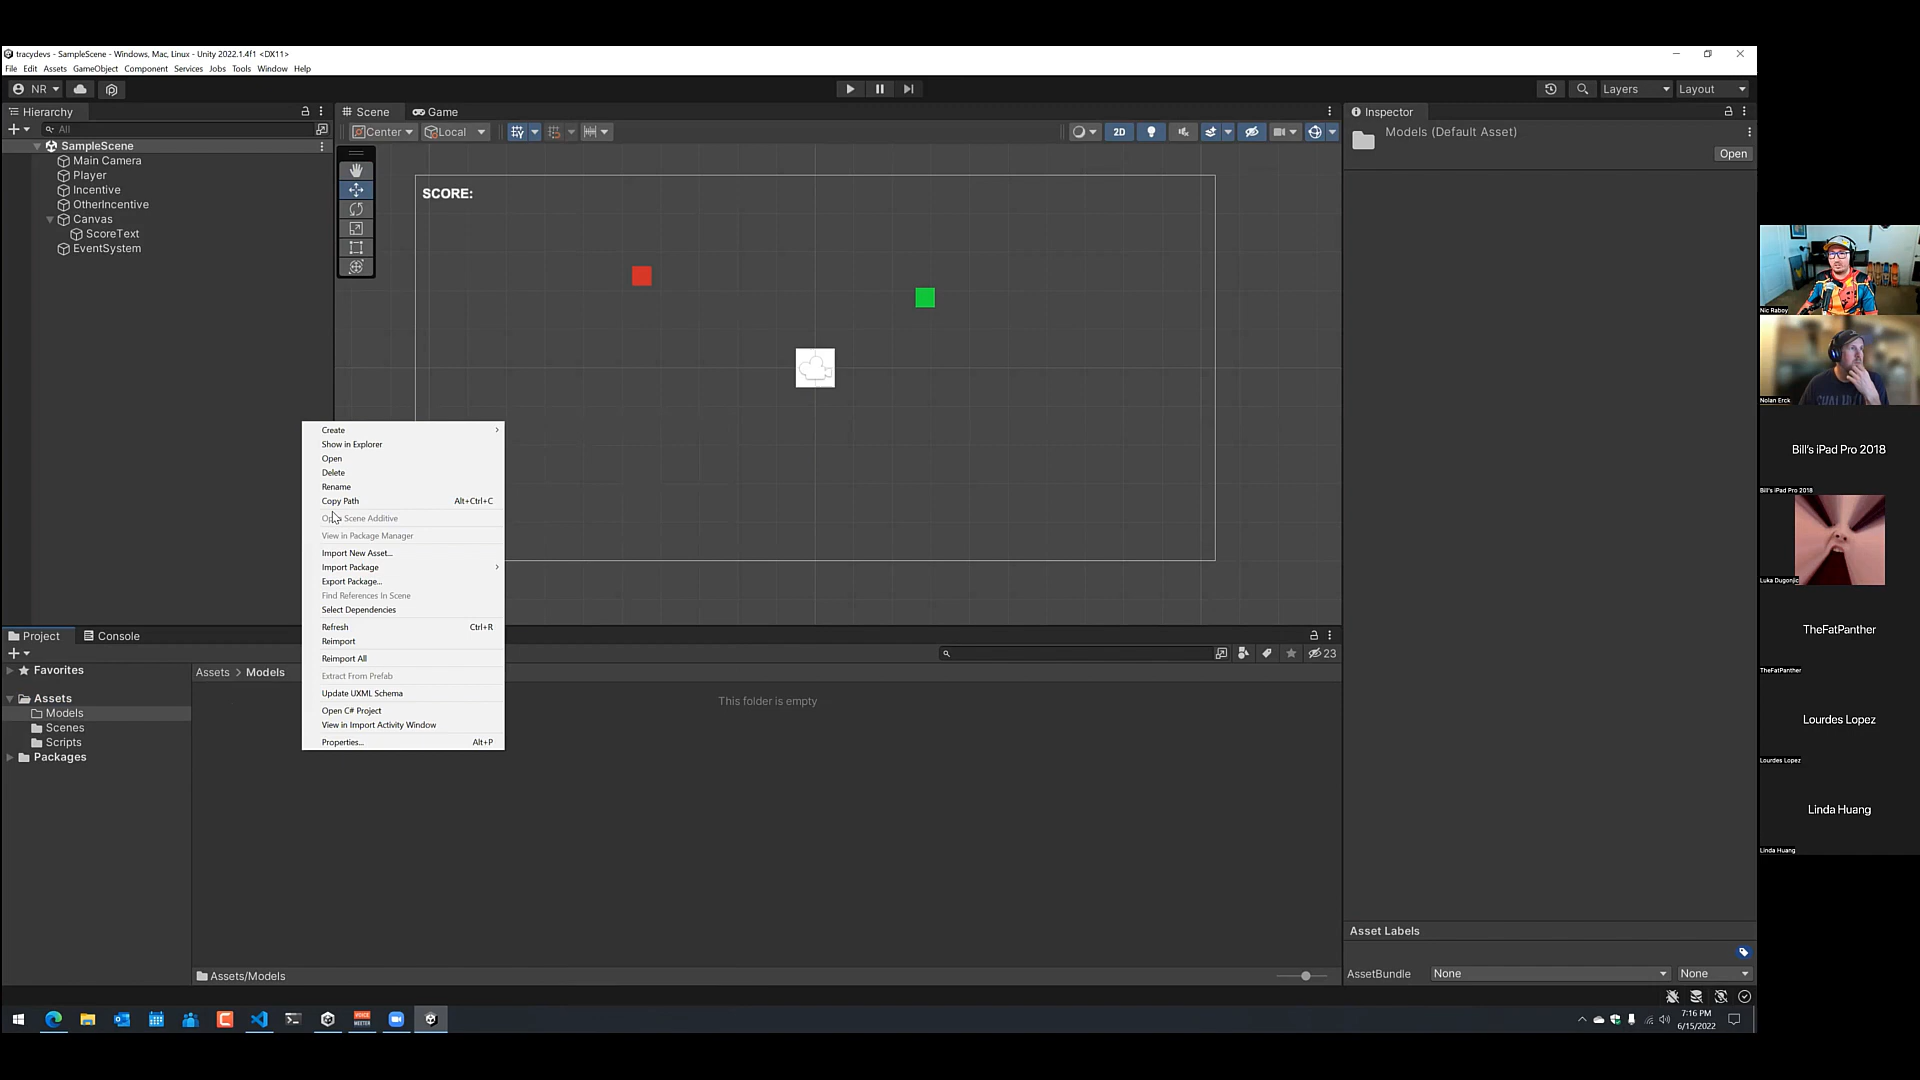 tracydevs - SampleScene - Windows, Mac, Linux - Unity 2022.1.4f1 <DX11>
File Edit Assets GameObject Component Services Jobs Tools Window Help
NR
Layers
Layout
Hierarchy
Scene
Game
Inspector
All
Center
Local
2D
Models (Default Asset)
Open
SampleScene
Main Camera
Player
Incentive
OtherIncentive
Canvas
ScoreText
EventSystem
SCORE:
Create
Show in Explorer
Open
Delete
Rename
Copy Path Alt+Ctrl+C
Scene Additive
View in Package Manager
Import New Asset...
Import Package
Export Package...
Find References In Scene
Select Dependencies
Refresh Ctrl+R
Reimport
Reimport All
Extract From Prefab
Update UXML Schema
Open C# Project
View in Import Activity Window
Properties... Alt+P
Project
Console
23
Favorites
Assets
Models
Scenes
Scripts
Packages
Assets > Models
This folder is empty
Assets/Models
Asset Labels
AssetBundle None None
VOICE
MEETER
7:16 PM
6/15/2022
Nic Raboy
Nolan Erck
Bill's iPad Pro 2018
Bill's iPad Pro 2018
Luka Dugonjic
TheFatPanther
TheFatPanther
Lourdes Lopez
Lourdes Lopez
Linda Huang
Linda Huang